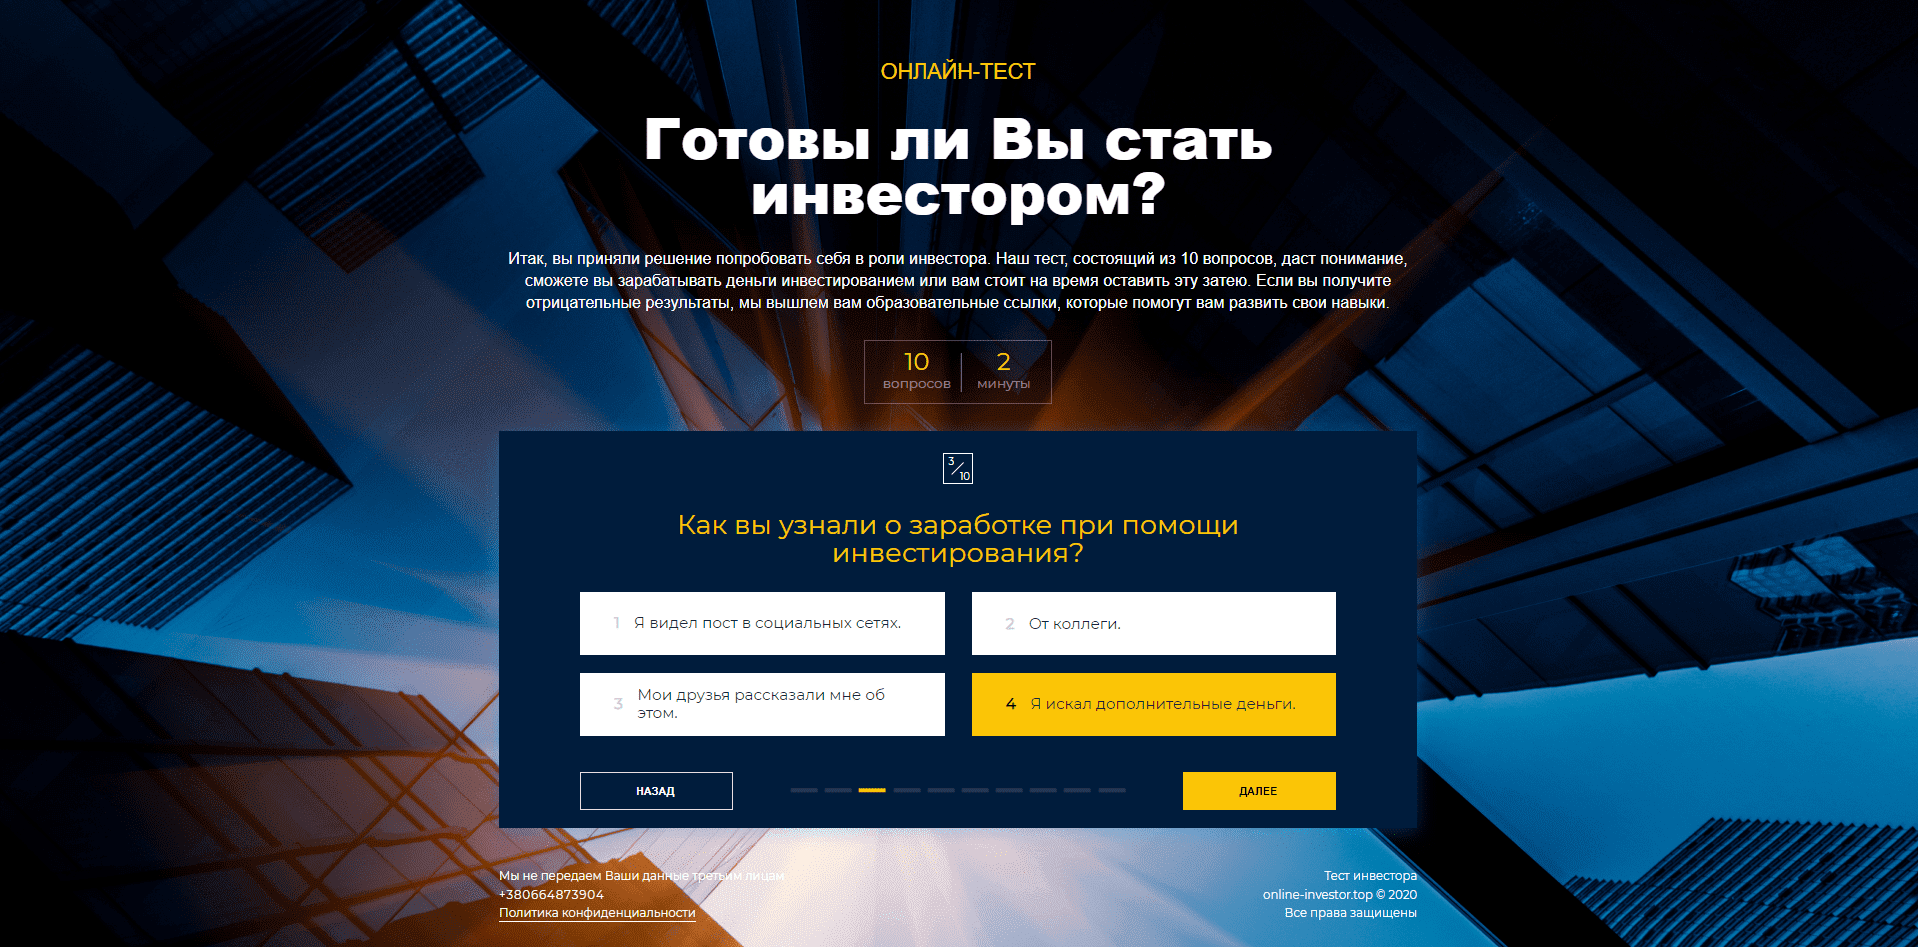 ОНЛАЙН-ТЕСТ
Готовы ли Вы стать
инвестором?
Итак, вы приняли решение попробовать себя в роли инвестора. Наш тест, состоящий из 10 вопросов, даст понимание,
сможете вы зарабатывать деньги инвестированием или вам стоит на время оставить эту затею. Если вы получите
отрицательные результаты, мы вышлем вам образовательные ссылки, которые помогут вам развить свои навыки.
10 2
вопросов минуты
3/10
Как вы узнали о заработке при помощи
инвестирования?
1 Я видел пост в социальных сетях.
2 От коллеги.
3 Мои друзья рассказали мне об
этом.
4 Я искал дополнительные деньги.
НАЗАД
ДАЛЕЕ
Мы не передаем Ваши данные третьим лицам
+380664873904
Политика конфиденциальности
Тест инвестора
online-investor.top © 2020
Все права защищены